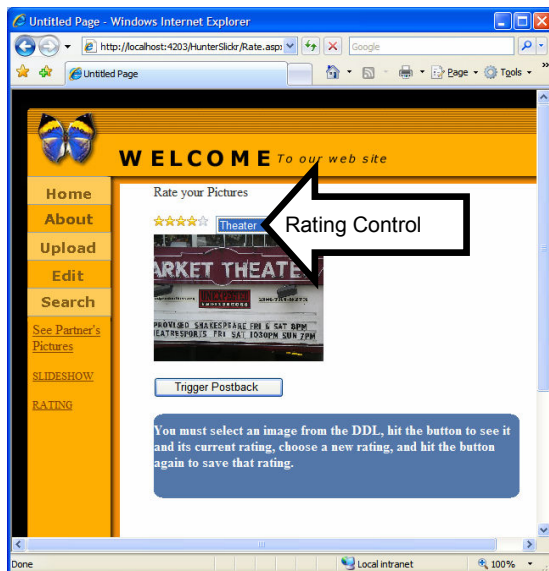 Untitled Page - Windows Internet Explorer
http://localhost:4203/HunterSlickr/Rate.asp
Google
Untitled Page
Page
Tools
WELCOME To our web site
Home
About
Upload
Edit
Search
See Partner's
Pictures
SLIDESHOW
RATING
Rate your Pictures
Theater
Rating Control
ARKET THEATE
FRI & SAT 8PM
FRI SAT 1030PM SUN 7PM
Trigger Postback
You must select an image from the DDL, hit the button to see it
and its current rating, choose a new rating, and hit the button
again to save that rating.
Done
Local intranet
100%